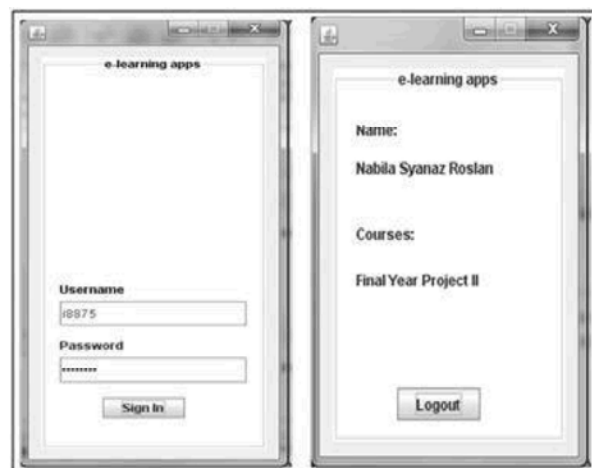 e-learning apps
Username
i8875
Password
••••••••
Sign In
e-learning apps
Name:
Nabila Syanaz Roslan
Courses:
Final Year Project II
Logout